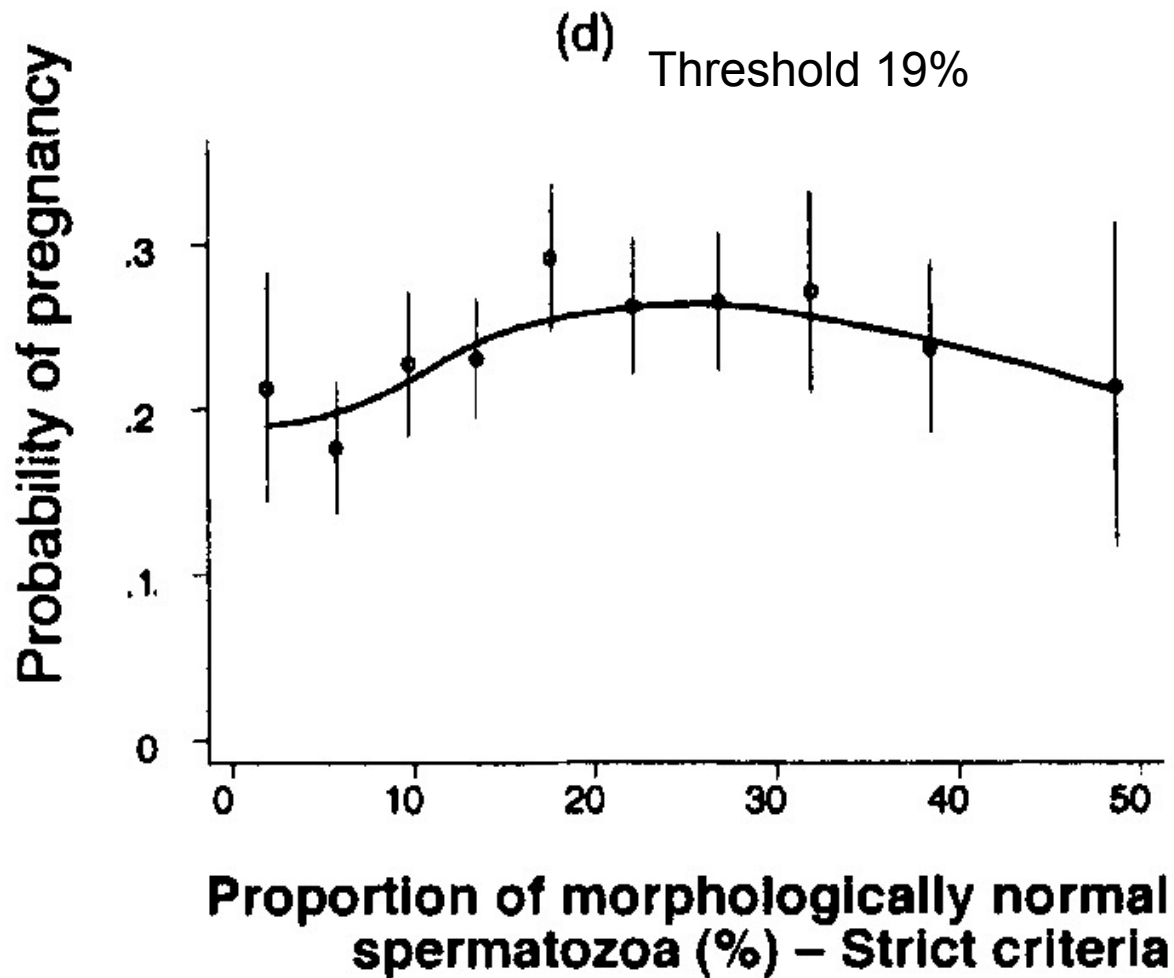 (d)
Threshold 19%
Probability of pregnancy
.3
.2
.1
0
0 10 20 30 40 50
Proportion of morphologically normal
spermatozoa (%) – Strict criteria